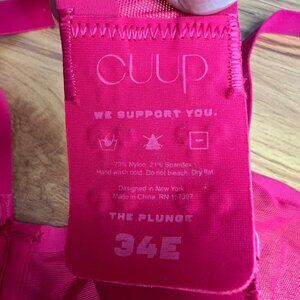 CUUP
WE SUPPORT YOU.
Nylon, 21% Spandex
Hand wash cold. Do not bleach. Dry flat.
Designed in New York
Made in China, RN
THE PLUNGE
34E